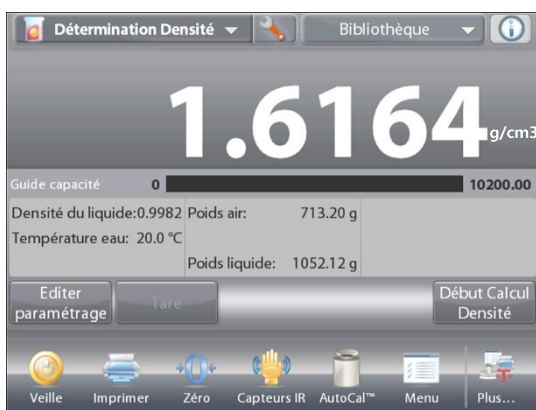 Détermination Densité Bibliothèque
1.6164 g/cm3
Guide capacité 0 10200.00
Densité du liquide:0.9982 Poids air: 713.20 g
Température eau: 20.0 °C
Poids liquide: 1052.12 g
Editer paramétrage
Tare
Début Calcul Densité
Veille Imprimer Zéro Capteurs IR AutoCal™ Menu Plus...